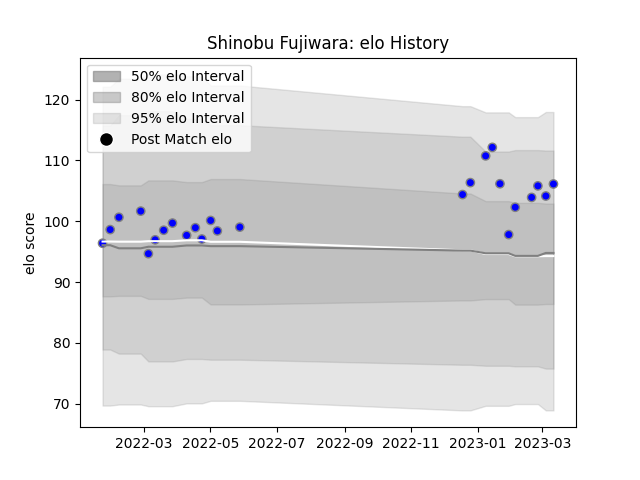 Shinobu Fujiwara: elo History
50% elo Interval
80% elo Interval
95% elo Interval
Post Match elo
elo score
120
110
100
90
80
70
2022-03 2022-05 2022-07 2022-09 2022-11 2023-01 2023-03